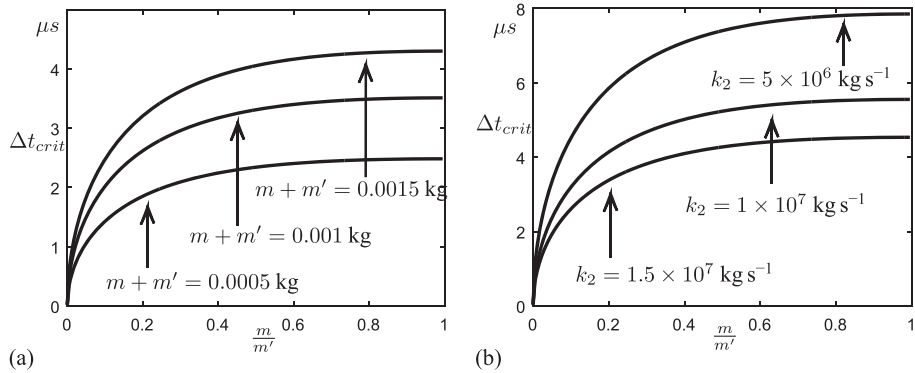 μs
4
3
Δt_crit
2
1
0
m + m′ = 0.0015 kg
m + m′ = 0.001 kg
m + m′ = 0.0005 kg
0 0.2 0.4 0.6 0.8 1
m/m′
(a)
8
μs
6
Δt_crit
4
2
0
k₂ = 5 × 10⁶ kg s⁻¹
k₂ = 1 × 10⁷ kg s⁻¹
k₂ = 1.5 × 10⁷ kg s⁻¹
0 0.2 0.4 0.6 0.8 1
m/m′
(b)